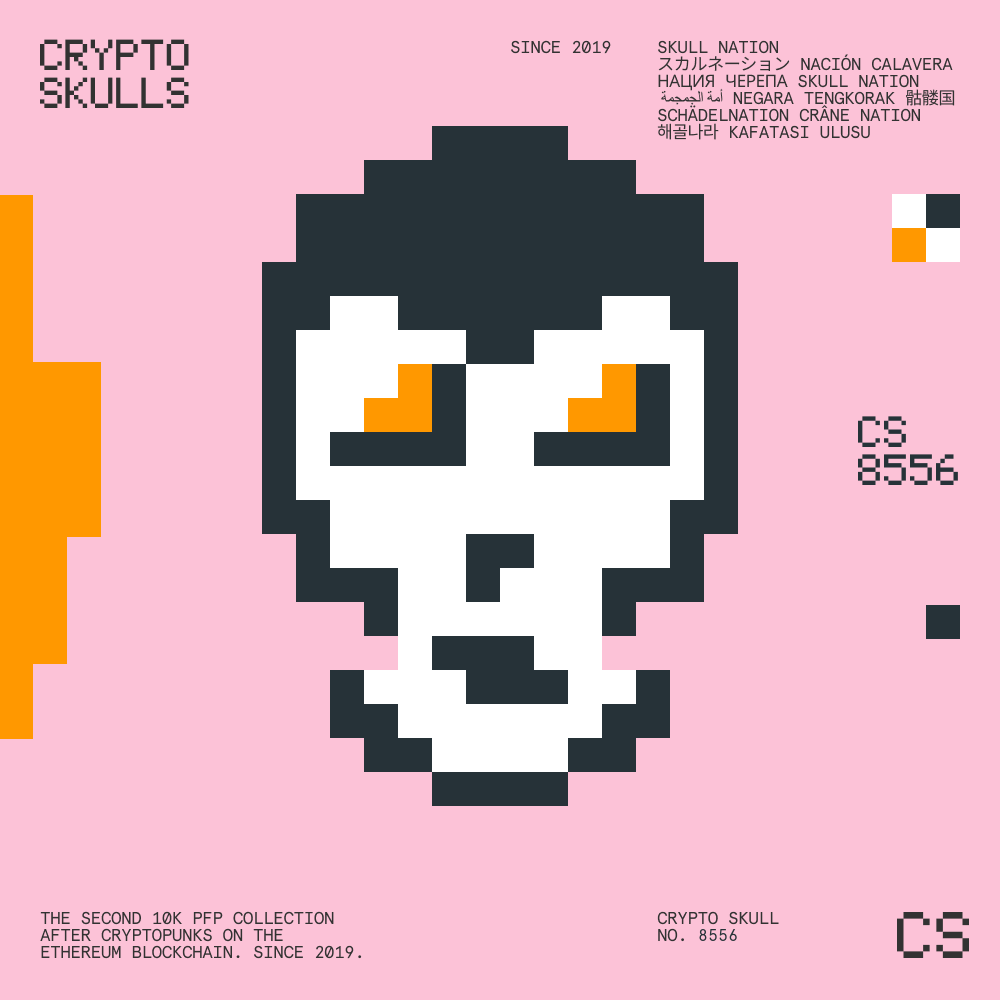 CRYPTO
SKULLS
SINCE 2019
SKULL NATION
スカルネーション NACIÓN CALAVERA
НАЦИЯ ЧЕРЕПА SKULL NATION
أمة الجمجمة NEGARA TENGKORAK 骷髅国
SCHÄDELNATION CRÂNE NATION
해골나라 KAFATASI ULUSU
CS
8556
THE SECOND 10K PFP COLLECTION
AFTER CRYPTOPUNKS ON THE
ETHEREUM BLOCKCHAIN. SINCE 2019.
CRYPTO SKULL
NO. 8556
CS